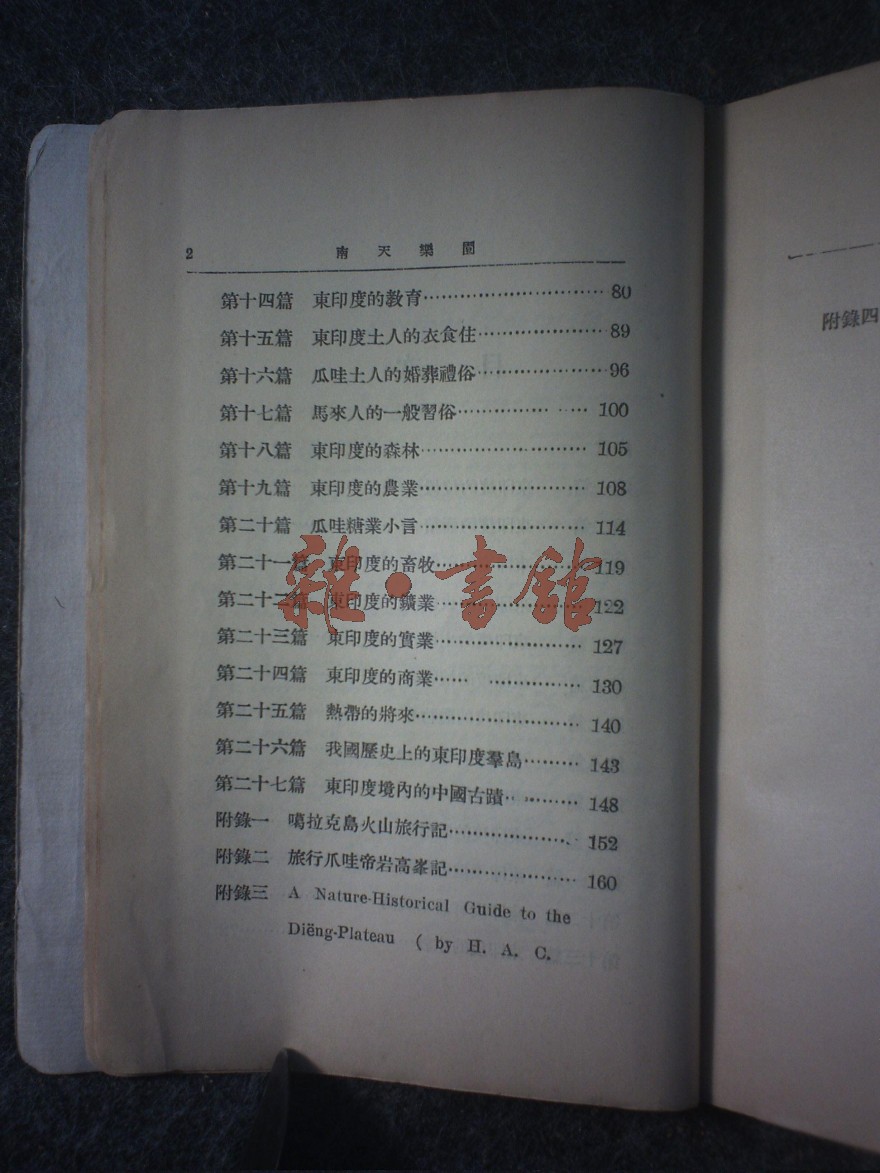 2 南天樂園
第十四篇 東印度的教育……………………… 80
第十五篇 東印度土人的衣食住……………… 89
第十六篇 瓜哇土人的婚葬禮俗……………… 96
第十七篇 馬來人的一般習俗…………… …… 100
第十八篇 東印度的森林……………………… 105
第十九篇 東印度的農業……………………… 108
第二十篇 瓜哇糖業小言……………………… 114
第二十一篇 東印度的畜牧…………………… 119
第二十二篇 東印度的鑛業…………………… 122
第二十三篇 東印度的實業…………………… 127
第二十四篇 東印度的商業…… …………… 130
第二十五篇 熱帶的將來……………………… 140
第二十六篇 我國歷史上的東印度羣島……… 143
第二十七篇 東印度境內的中國古蹟………… 148
附錄一 噶拉克島火山旅行記………………… 152
附錄二 旅行爪哇帝岩高峯記………………… 160
附錄三 A Nature-Historical Guide to the
Diëng-Plateau ( by H. A. C.
附錄四
雜·書館